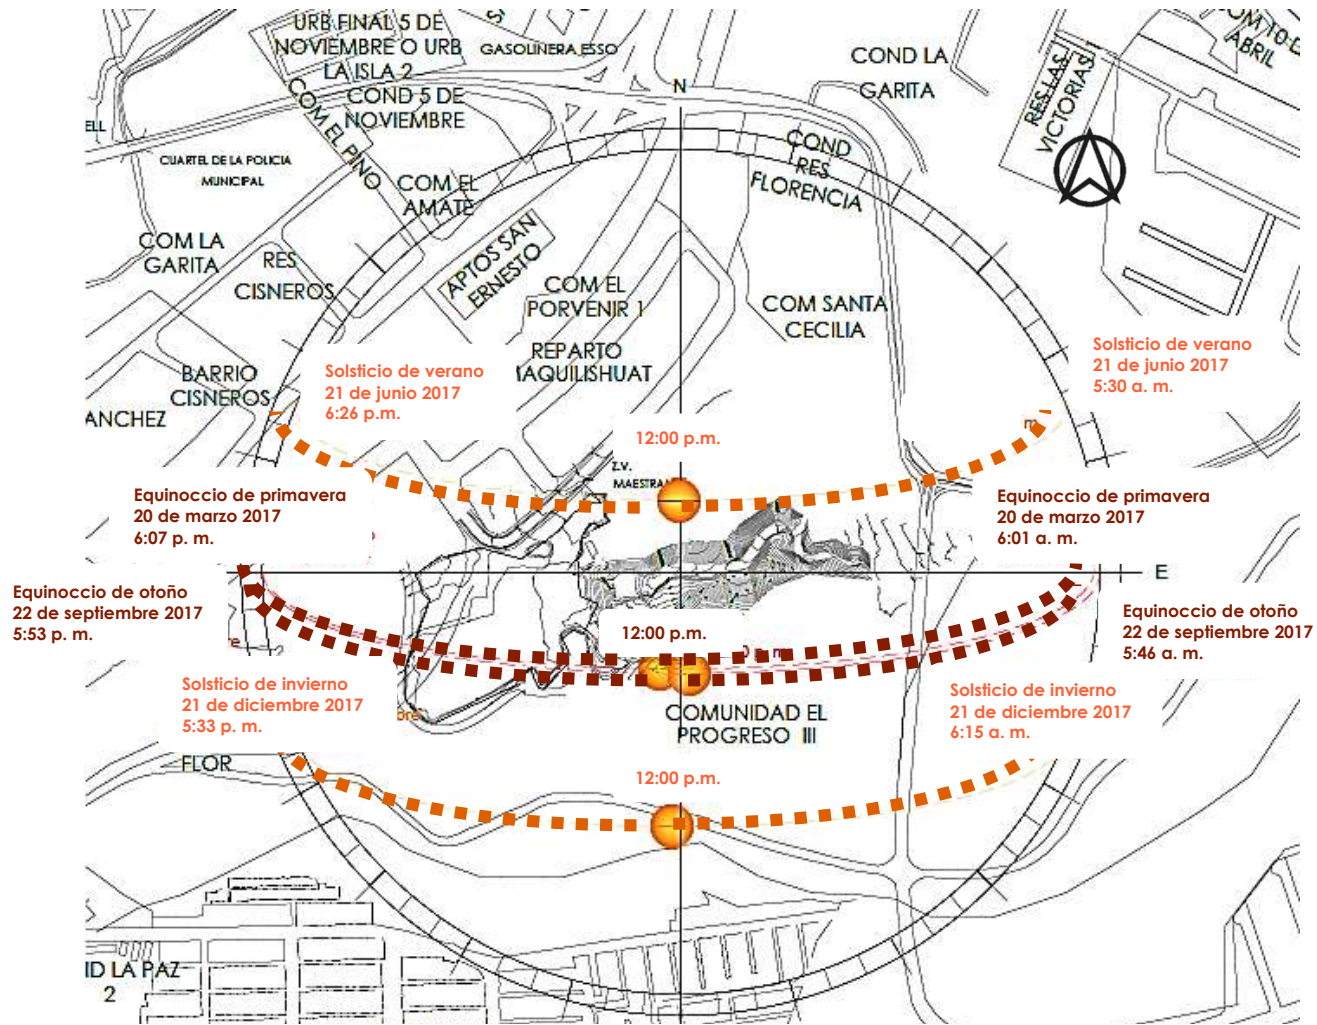 URB FINAL 5 DE
NOVIEMBRE O URB
LA ISLA 2
GASOLINERA ESSO
COND LA
GARITA
ABRIL
RES LAS
VICTORIAS
COND 5 DE
NOVIEMBRE
N
ELL
COM EL PINO
CUARTEL DE LA POLICIA
MUNICIPAL
COND
RES
FLORENCIA
COM EL
AMATE
COM LA
GARITA
RES
CISNEROS
APTOS SAN
ERNESTO
COM EL
PORVENIR 1
COM SANTA
CECILIA
REPARTO
MAQUILISHUAT
BARRIO
CISNEROS
ANCHEZ
Solsticio de verano
21 de junio 2017
6:26 p.m.
Solsticio de verano
21 de junio 2017
5:30 a. m.
12:00 p.m.
m
Z.V.
MAESTRA
Equinoccio de primavera
20 de marzo 2017
6:07 p. m.
Equinoccio de primavera
20 de marzo 2017
6:01 a. m.
E
Equinoccio de otoño
22 de septiembre 2017
5:53 p. m.
Equinoccio de otoño
22 de septiembre 2017
5:46 a. m.
12:00 p.m.
Solsticio de invierno
21 de diciembre 2017
5:33 p. m.
Solsticio de invierno
21 de diciembre 2017
6:15 a. m.
COMUNIDAD EL
PROGRESO III
FLOR
12:00 p.m.
ID LA PAZ
2